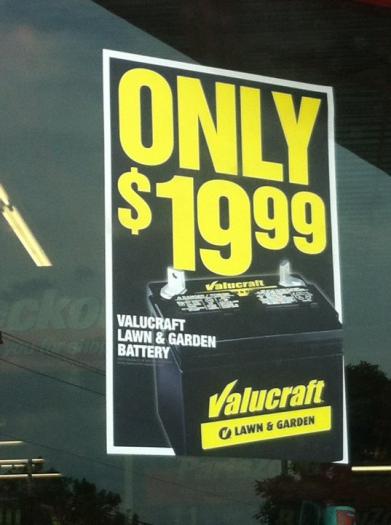 ONLY
$1999
Valucraft
VALUCRAFT
LAWN & GARDEN
BATTERY
Valucraft
LAWN & GARDEN